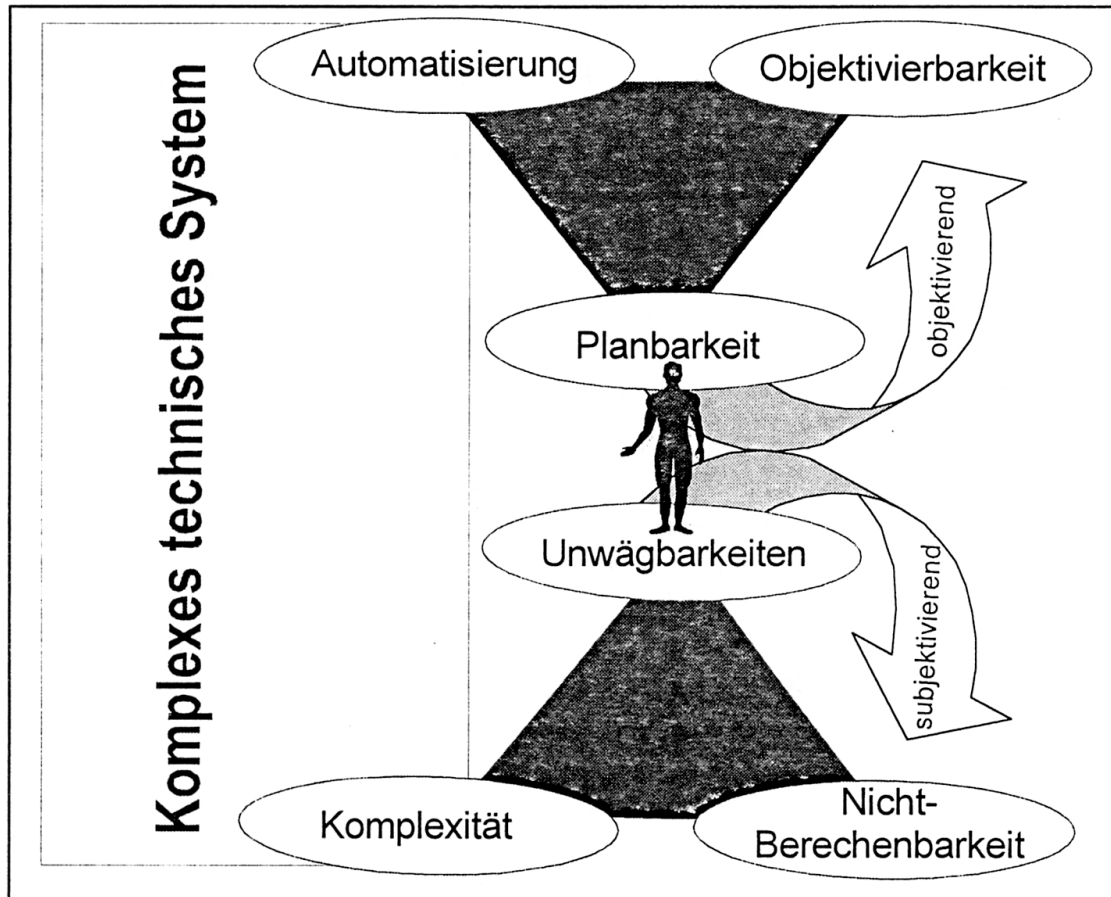 Komplexes technisches System
Automatisierung
Objektivierbarkeit
objektivierend
Planbarkeit
Unwägbarkeiten
subjektivierend
Komplexität
Nicht-
Berechenbarkeit